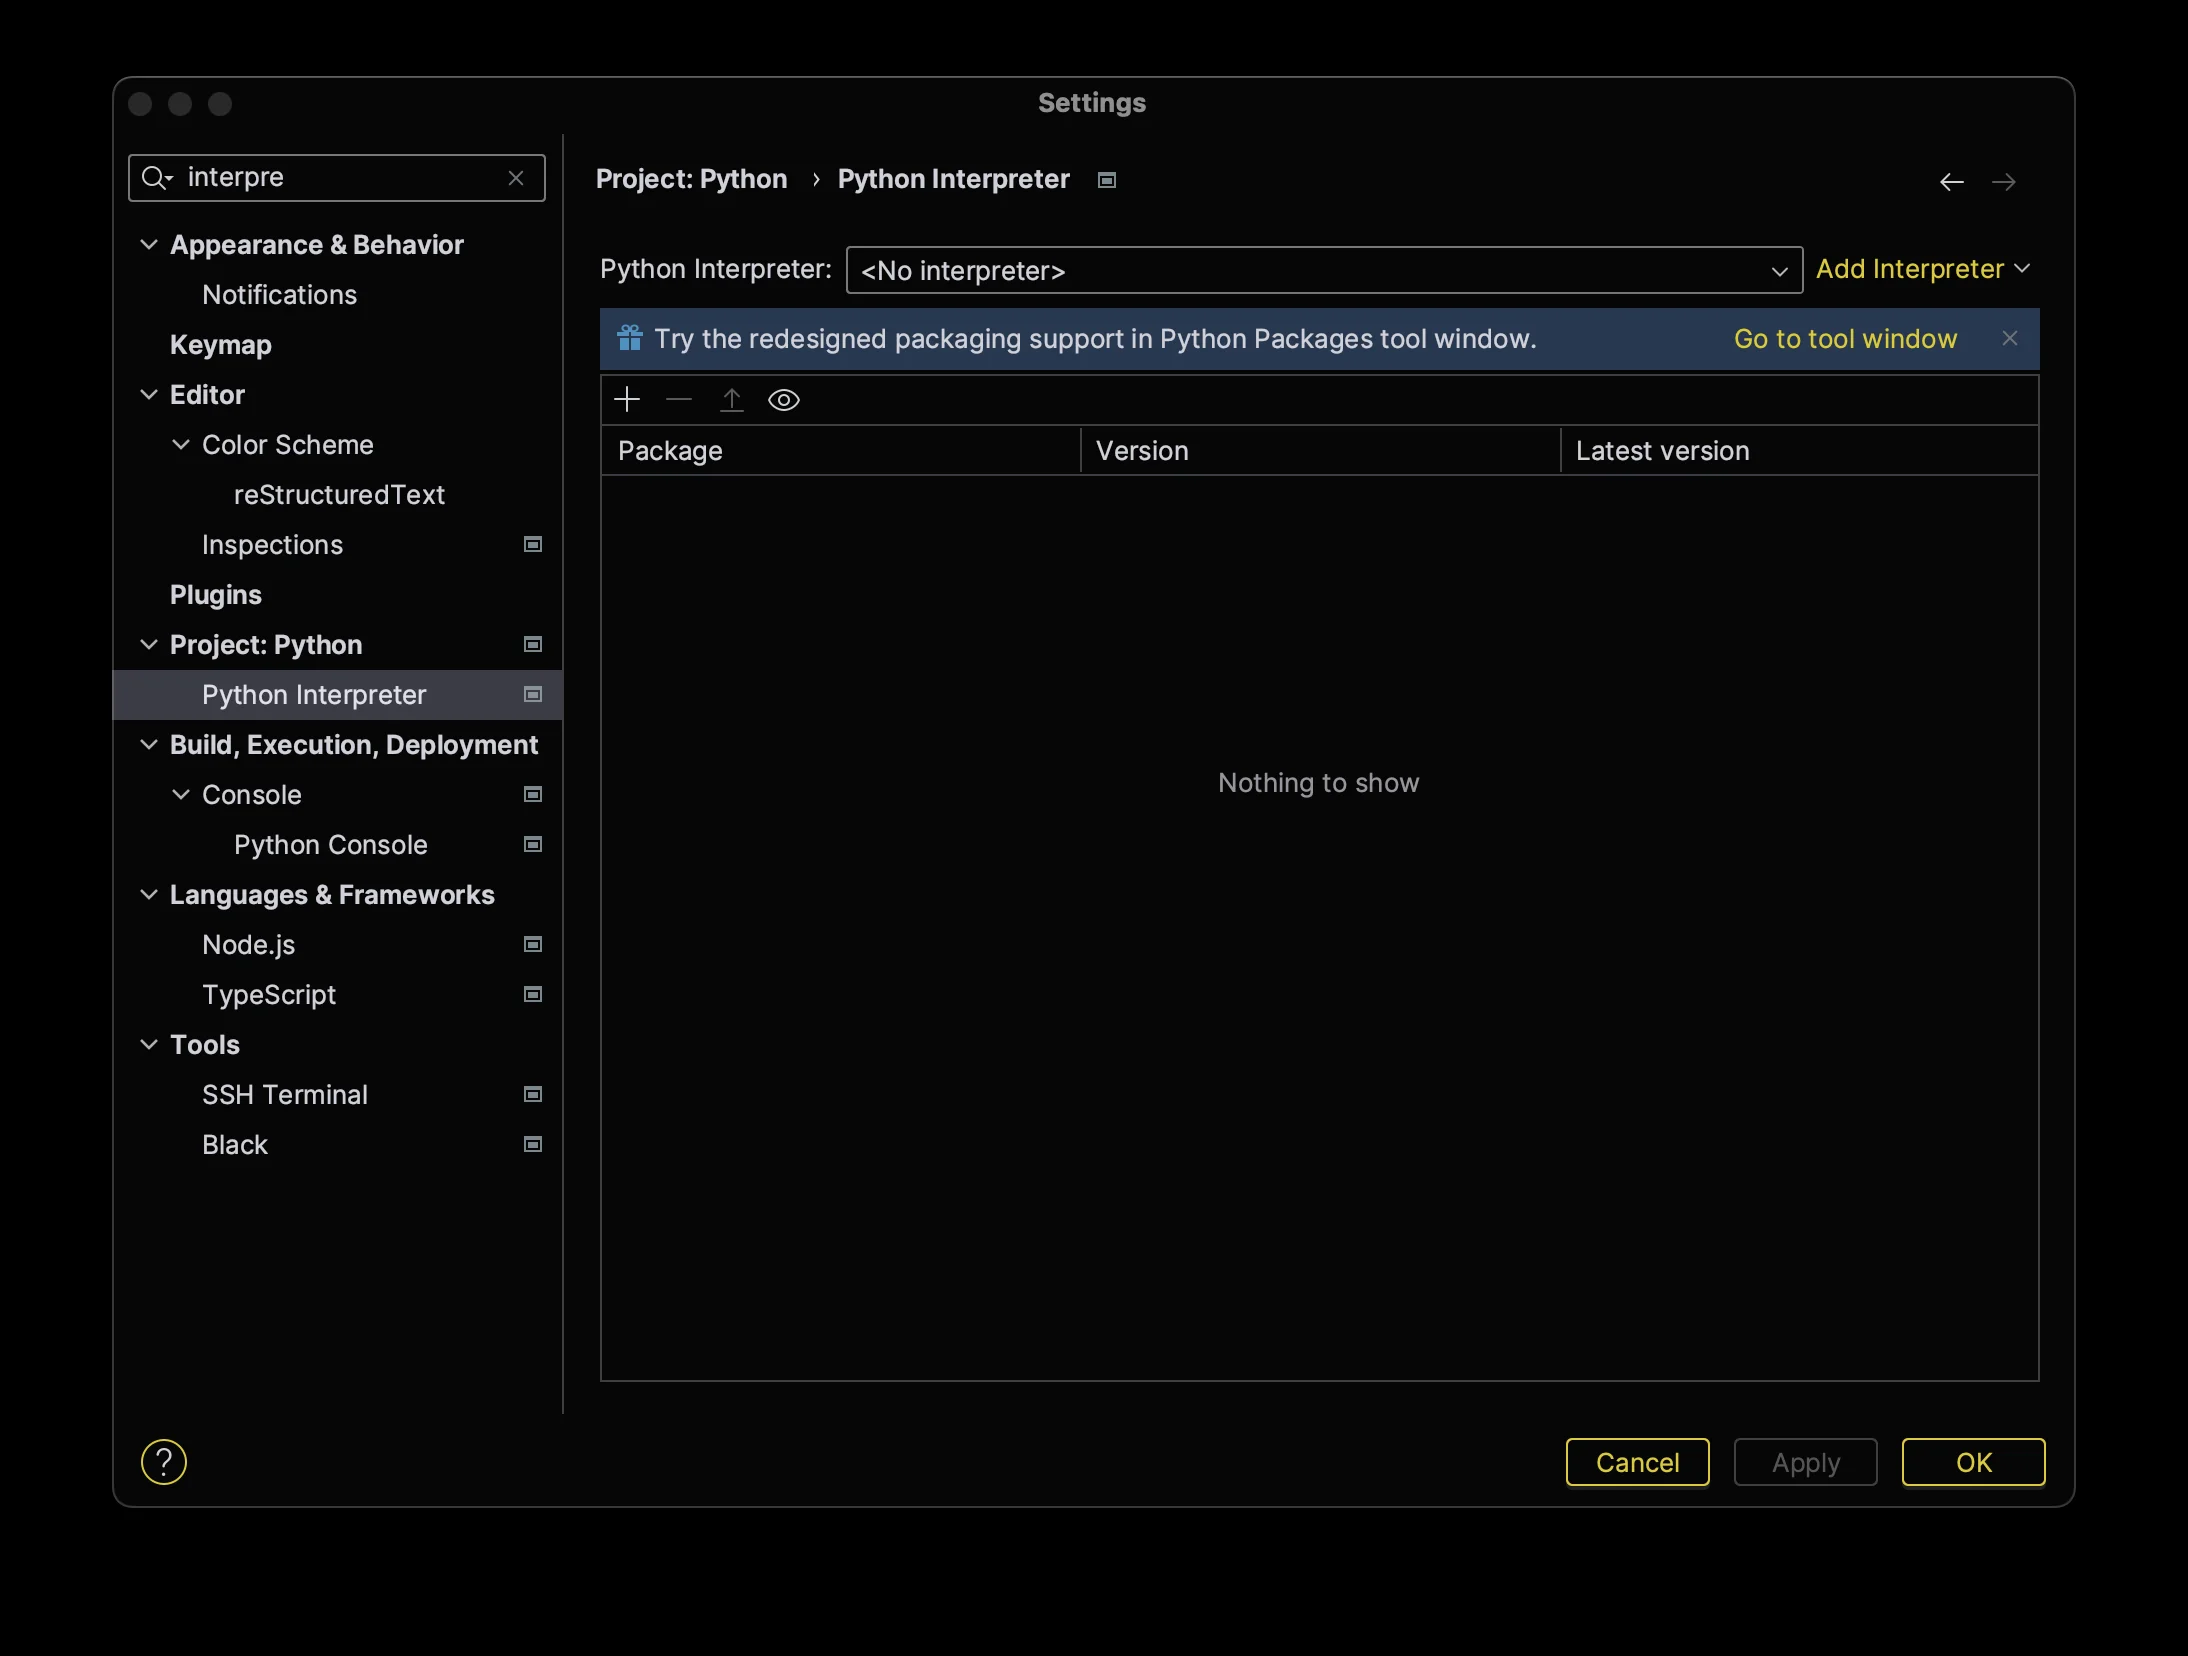 Settings
interpre
Appearance & Behavior
Notifications
Keymap
Editor
Color Scheme
reStructuredText
Inspections
Plugins
Project: Python
Python Interpreter
Build, Execution, Deployment
Console
Python Console
Languages & Frameworks
Node.js
TypeScript
Tools
SSH Terminal
Black
Project: Python › Python Interpreter
Python Interpreter: <No interpreter> Add Interpreter
Try the redesigned packaging support in Python Packages tool window. Go to tool window
Package Version Latest version
Nothing to show
? Cancel Apply OK